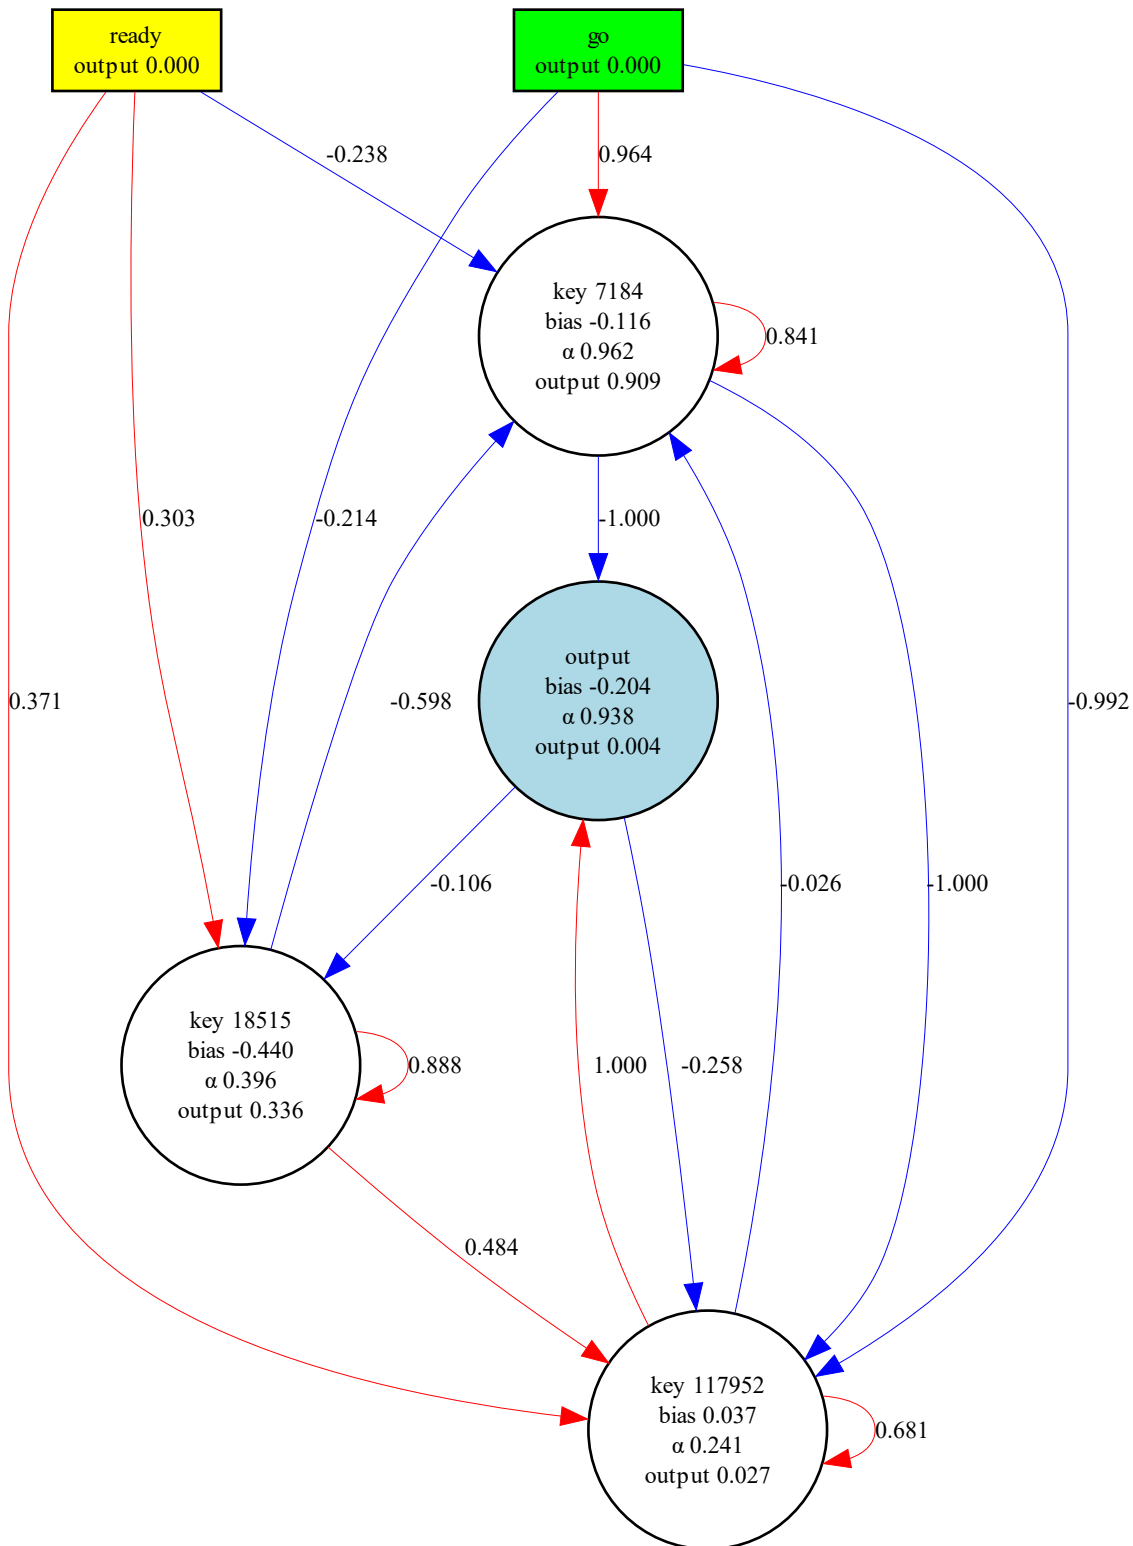 ready
output 0.000
go
output 0.000
-0.238
0.964
key 7184
bias -0.116
α 0.962
output 0.909
0.841
0.303
-0.214
-1.000
0.371
-0.598
output
bias -0.204
α 0.938
output 0.004
-0.992
-0.106
-0.026
-1.000
key 18515
bias -0.440
α 0.396
output 0.336
0.888
1.000
-0.258
0.484
key 117952
bias 0.037
α 0.241
output 0.027
0.681